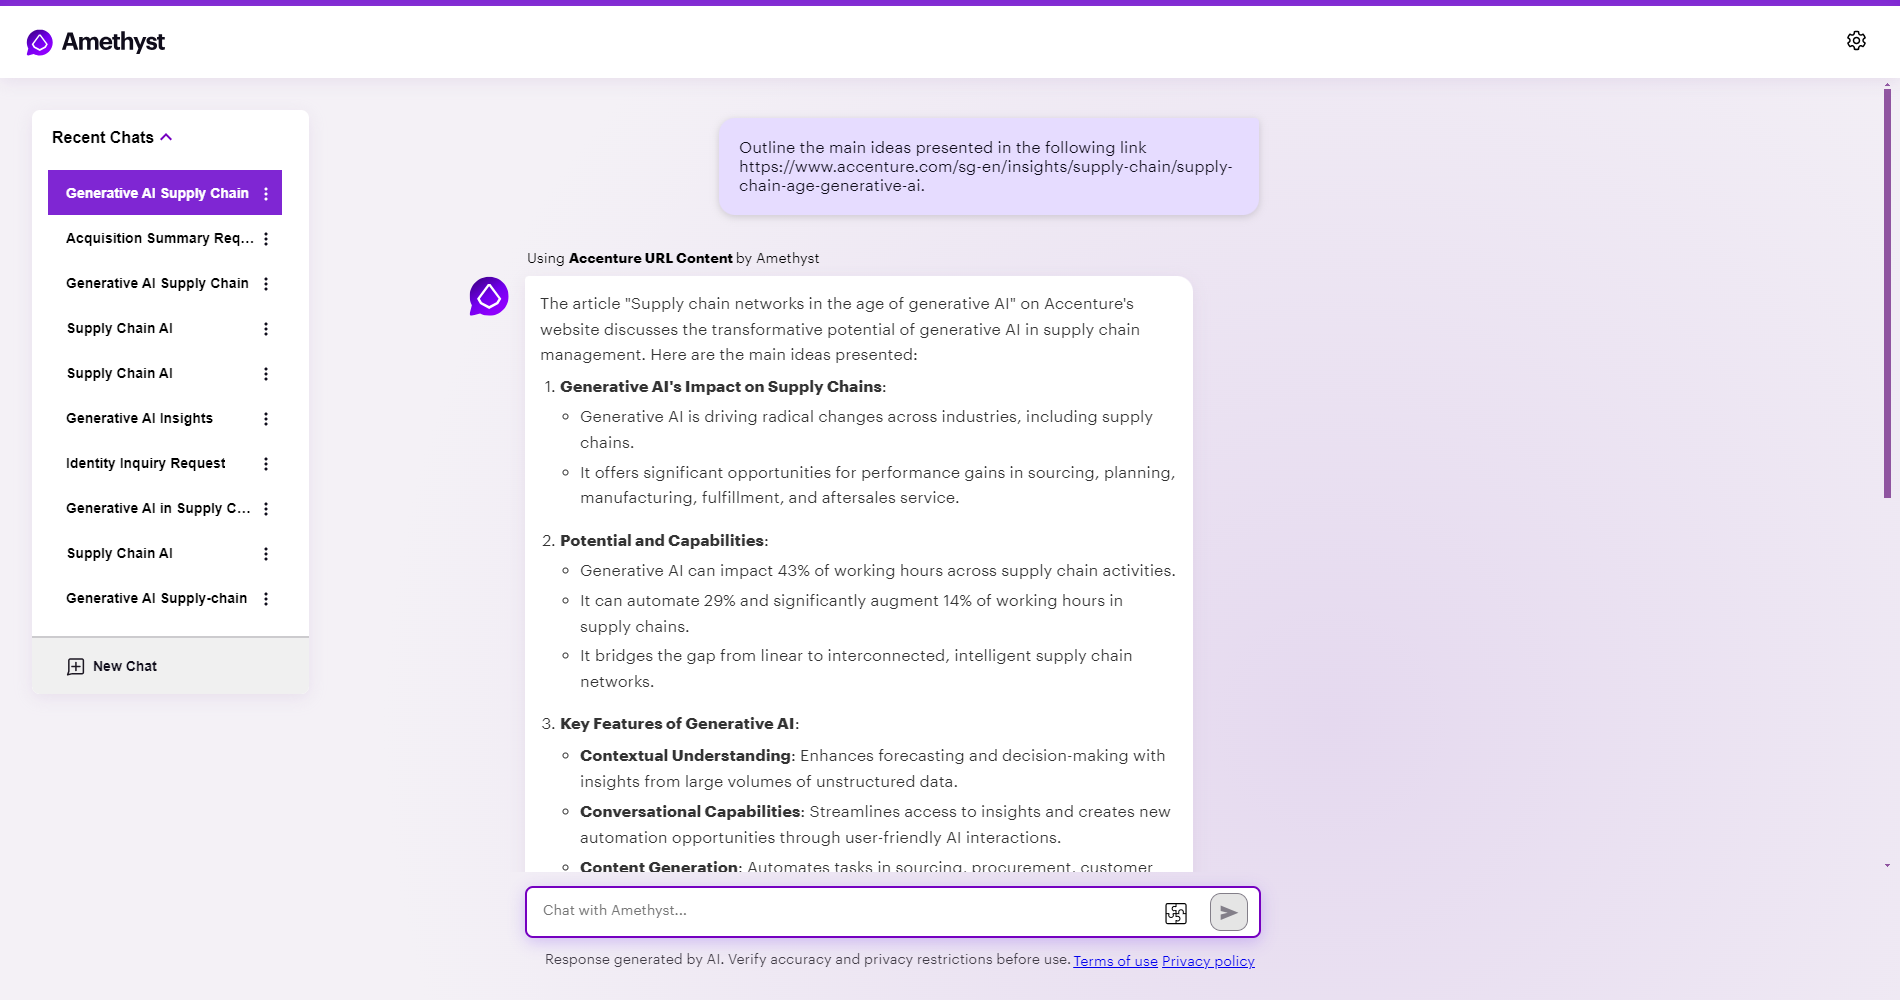 Amethyst
Recent Chats
Generative AI Supply Chain
Acquisition Summary Req...
Generative AI Supply Chain
Supply Chain AI
Supply Chain AI
Generative AI Insights
Identity Inquiry Request
Generative AI in Supply C...
Supply Chain AI
Generative AI Supply-chain
New Chat
Outline the main ideas presented in the following link
https://www.accenture.com/sg-en/insights/supply-chain/supply-
chain-age-generative-ai.
Using Accenture URL Content by Amethyst
The article "Supply chain networks in the age of generative AI" on Accenture's
website discusses the transformative potential of generative AI in supply chain
management. Here are the main ideas presented:
1. Generative AI's Impact on Supply Chains:
Generative AI is driving radical changes across industries, including supply
chains.
It offers significant opportunities for performance gains in sourcing, planning,
manufacturing, fulfillment, and aftersales service.
2. Potential and Capabilities:
Generative AI can impact 43% of working hours across supply chain activities.
It can automate 29% and significantly augment 14% of working hours in
supply chains.
It bridges the gap from linear to interconnected, intelligent supply chain
networks.
3. Key Features of Generative AI:
Contextual Understanding: Enhances forecasting and decision-making with
insights from large volumes of unstructured data.
Conversational Capabilities: Streamlines access to insights and creates new
automation opportunities through user-friendly AI interactions.
Content Generation: Automates tasks in sourcing, procurement, customer
Chat with Amethyst...
Response generated by AI. Verify accuracy and privacy restrictions before use. Terms of use Privacy policy